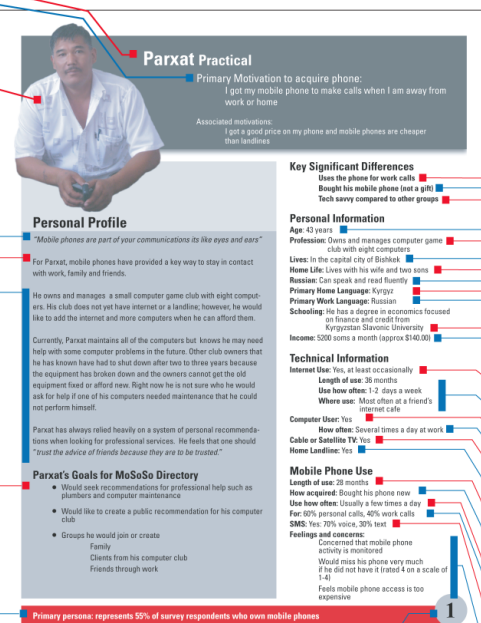 Parxat Practical
Primary Motivation to acquire phone:
I got my mobile phone to make calls when I am away from
work or home
Associated motivations:
I got a good price on my phone and mobile phones are cheaper
than landlines
Personal Profile
"Mobile phones are part of your communications its like eyes and ears"
For Parxat, mobile phones have provided a key way to stay in contact
with work, family and friends.
He owns and manages a small computer game club with eight comput-
ers. His club does not yet have internet or a landline; however, he would
like to add the internet and more computers when he can afford them.
Currently, Parxat maintains all of the computers but knows he may need
help with some computer problems in the future. Other club owners that
he has known have had to shut down after two to three years because
the equipment has broken down and the owners cannot get the old
equipment fixed or afford new. Right now he is not sure who he would
ask for help if one of his computers needed maintenance that he could
not perform himself.
Parxat has always relied heavily on a system of personal recommenda-
tions when looking for professional services. He feels that one should
"trust the advice of friends because they are to be trusted."
Parxat's Goals for MoSoSo Directory
• Would seek recommendations for professional help such as
plumbers and computer maintenance
• Would like to create a public recommendation for his computer
club
• Groups he would join or create
Family
Clients from his computer club
Friends through work
Key Significant Differences
Uses the phone for work calls
Bought his mobile phone (not a gift)
Tech savvy compared to other groups
Personal Information
Age: 43 years
Profession: Owns and manages computer game
club with eight computers
Lives: In the capital city of Bishkek
Home Life: Lives with his wife and two sons
Russian: Can speak and read fluently
Primary Home Language: Kyrgyz
Primary Work Language: Russian
Schooling: He has a degree in economics focused
on finance and credit from
Kyrgyzstan Slavonic University
Income: 5200 soms a month (approx $140.00)
Technical Information
Internet Use: Yes, at least occasionally
Length of use: 36 months
Use how often: 1-2 days a week
Whore use: Most often at a friend's
internet cafe
Computer User: Yes
How often: Several times a day at work
Cable or Satellite TV: Yes
Home Landline: Yes
Mobile Phone Use
Length of use: 28 months
How acquired: Bought his phone new
Use how often: Usually a few times a day
For: 60% personal calls, 40% work calls
SMS: Yes: 70% voice, 30% text
Feelings and concerns:
Concerned that mobile phone
activity is monitored
Would miss his phone very much
if he did not have it (rated 4 on a scale of
1-4)
Feels mobile phone access is too
expensive
Primary persona: represents 55% of survey respondents who own mobile phones
1